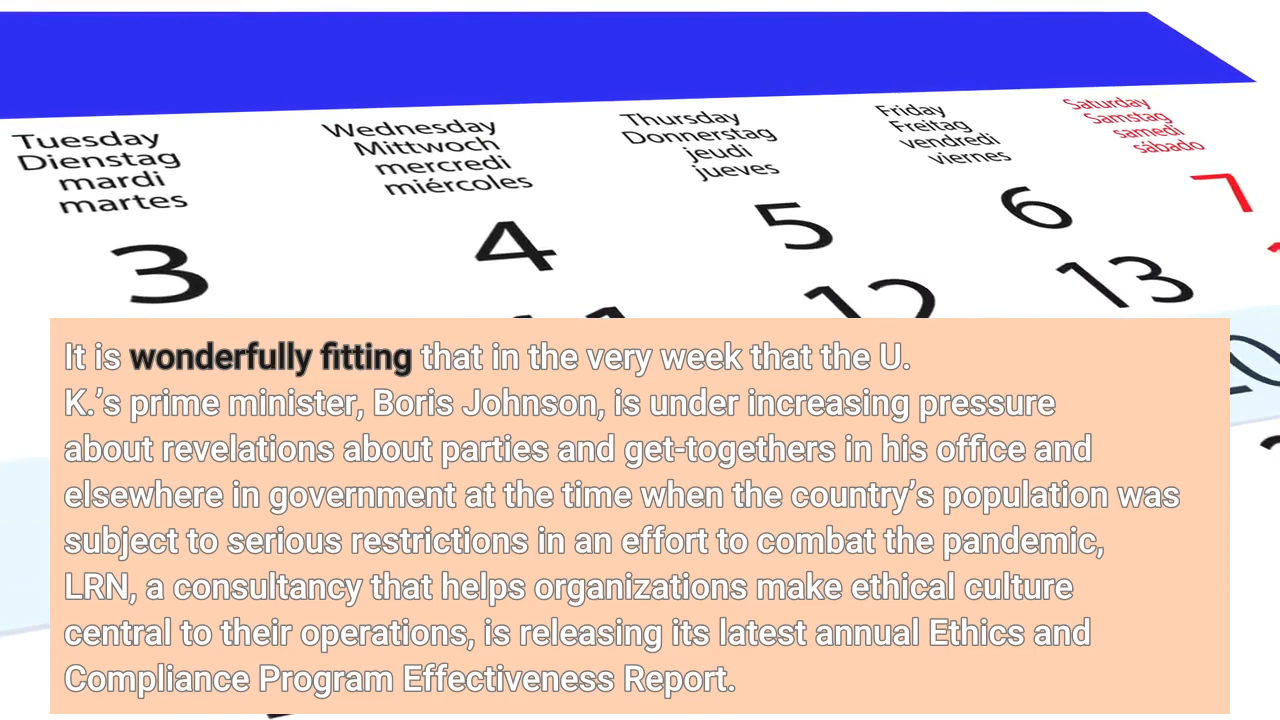 Tuesday
Dienstag
mardi
martes
Wednesday
Mittwoch
mercredi
miércoles
Thursday
Donnerstag
jeudi
jueves
Friday
Freitag
vendredi
viernes
Saturday
Samstag
samedi
sábado
3 4 5 6 7
12 13
It is wonderfully fitting that in the very week that the U.
K.’s prime minister, Boris Johnson, is under increasing pressure
about revelations about parties and get-togethers in his office and
elsewhere in government at the time when the country’s population was
subject to serious restrictions in an effort to combat the pandemic,
LRN, a consultancy that helps organizations make ethical culture
central to their operations, is releasing its latest annual Ethics and
Compliance Program Effectiveness Report.